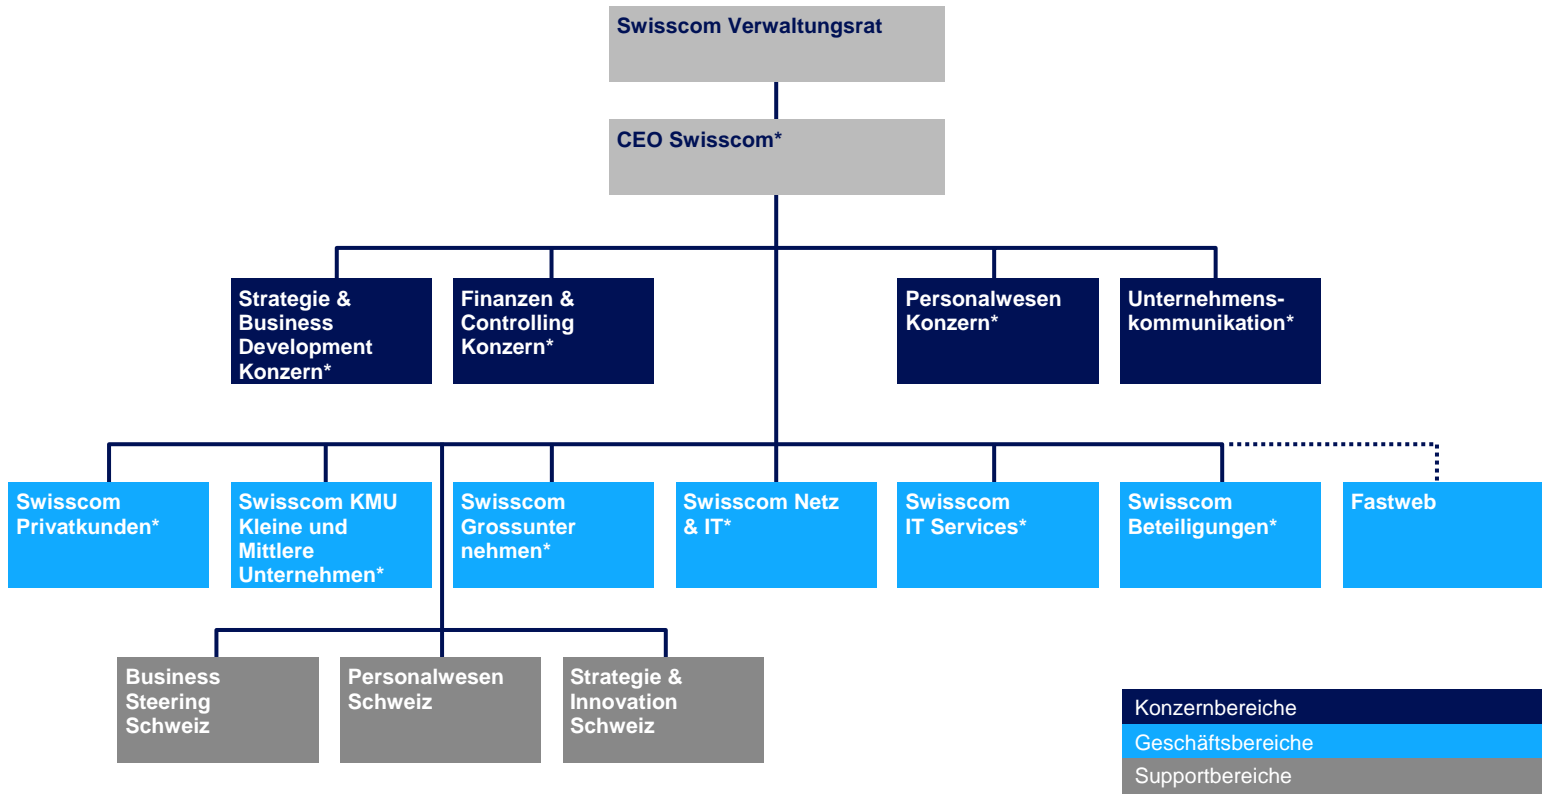 Swisscom Verwaltungsrat
CEO Swisscom*
Strategie &
Business
Development
Konzern*
Finanzen &
Controlling
Konzern*
Personalwesen
Konzern*
Unternehmens-
kommunikation*
Swisscom
Privatkunden*
Swisscom KMU
Kleine und
Mittlere
Unternehmen*
Swisscom
Grossunter
nehmen*
Swisscom Netz
& IT*
Swisscom
IT Services*
Swisscom
Beteiligungen*
Fastweb
Business
Steering
Schweiz
Personalwesen
Schweiz
Strategie &
Innovation
Schweiz
Konzernbereiche
Geschäftsbereiche
Supportbereiche